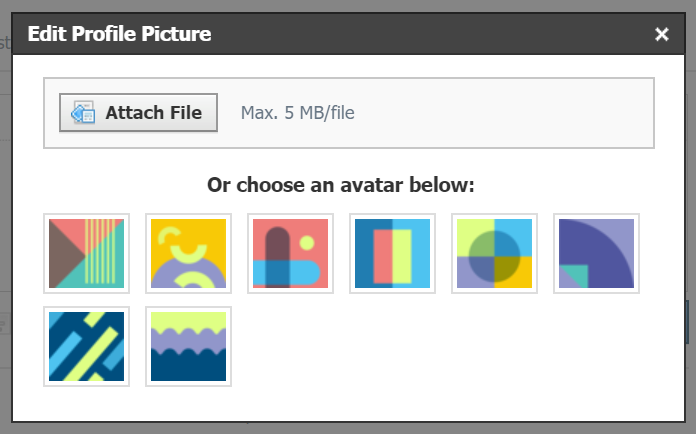 Edit Profile Picture
Attach File Max. 5 MB/file
Or choose an avatar below: